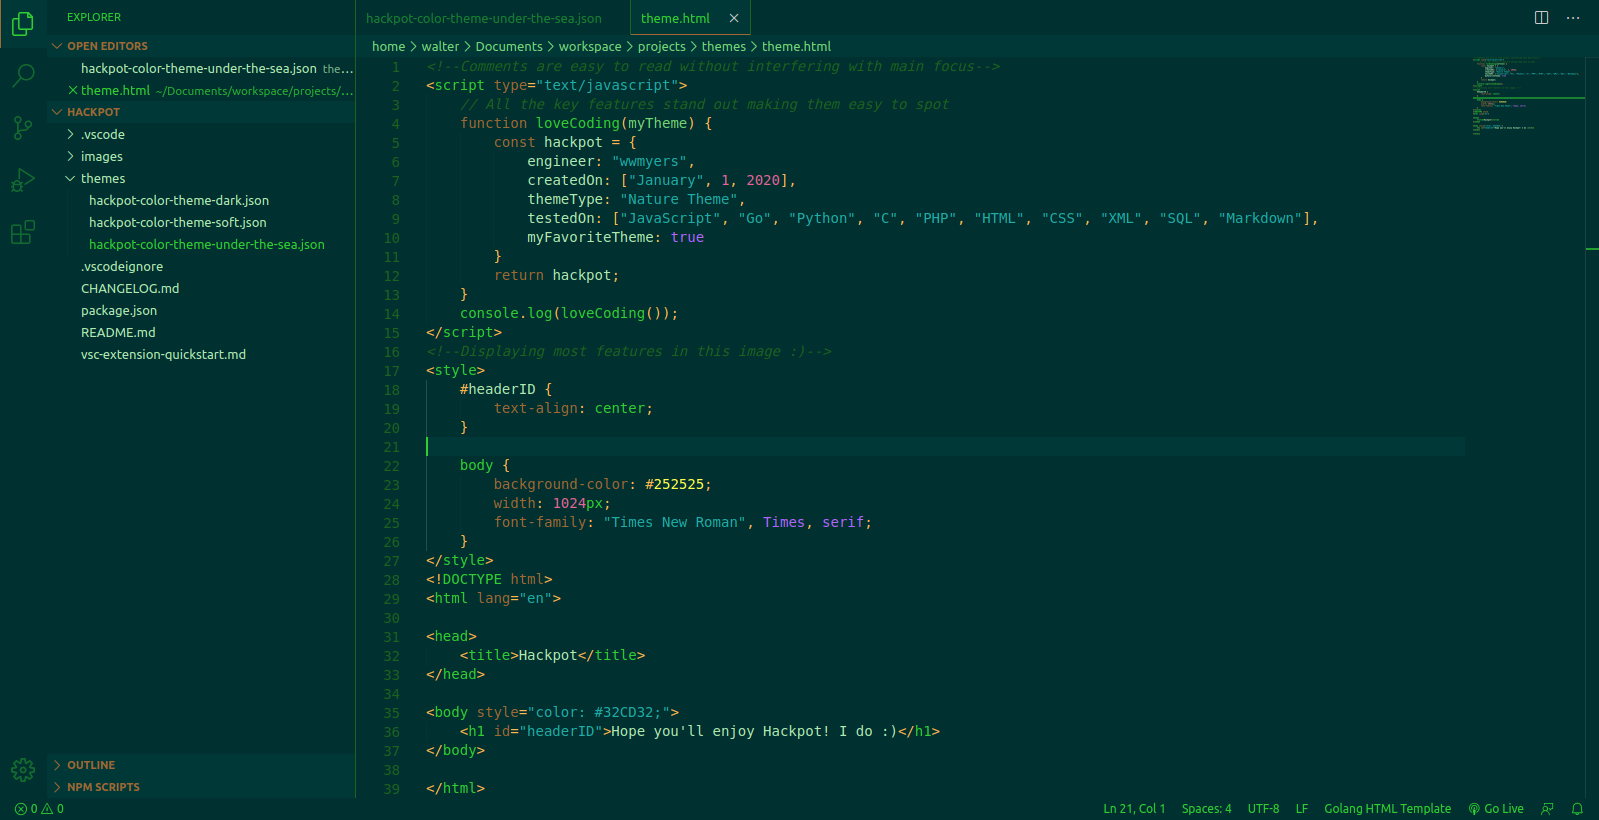 EXPLORER
OPEN EDITORS
hackpot-color-theme-under-the-sea.json the...
theme.html ~/Documents/workspace/projects/...
HACKPOT
.vscode
images
themes
hackpot-color-theme-dark.json
hackpot-color-theme-soft.json
hackpot-color-theme-under-the-sea.json
.vscodeignore
CHANGELOG.md
package.json
README.md
vsc-extension-quickstart.md
OUTLINE
NPM SCRIPTS
hackpot-color-theme-under-the-sea.json theme.html
home > walter > Documents > workspace > projects > themes > theme.html
1 <!--Comments are easy to read without interfering with main focus-->
2 <script type="text/javascript">
3 // All the key features stand out making them easy to spot
4 function loveCoding(myTheme) {
5 const hackpot = {
6 engineer: "wwmyers",
7 createdOn: ["January", 1, 2020],
8 themeType: "Nature Theme",
9 testedOn: ["JavaScript", "Go", "Python", "C", "PHP", "HTML", "CSS", "XML", "SQL", "Markdown"],
10 myFavoriteTheme: true
11 }
12 return hackpot;
13 }
14 console.log(loveCoding());
15 </script>
16 <!--Displaying most features in this image :)-->
17 <style>
18 #headerID {
19 text-align: center;
20 }
21
22 body {
23 background-color: #252525;
24 width: 1024px;
25 font-family: "Times New Roman", Times, serif;
26 }
27 </style>
28 <!DOCTYPE html>
29 <html lang="en">
30
31 <head>
32 <title>Hackpot</title>
33 </head>
34
35 <body style="color: #32CD32;">
36 <h1 id="headerID">Hope you'll enjoy Hackpot! I do :)</h1>
37 </body>
38
39 </html>
0 0 Ln 21, Col 1 Spaces: 4 UTF-8 LF Golang HTML Template Go Live